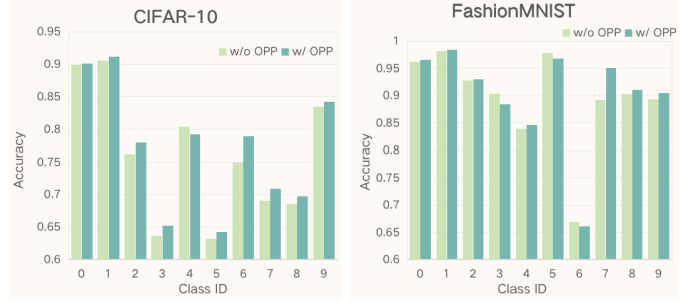 CIFAR-10
w/o OPP w/ OPP
Accuracy
0.95
0.9
0.85
0.8
0.75
0.7
0.65
0.6
0 1 2 3 4 5 6 7 8 9
Class ID
FashionMNIST
w/o OPP w/ OPP
Accuracy
1
0.95
0.9
0.85
0.8
0.75
0.7
0.65
0.6
0 1 2 3 4 5 6 7 8 9
Class ID